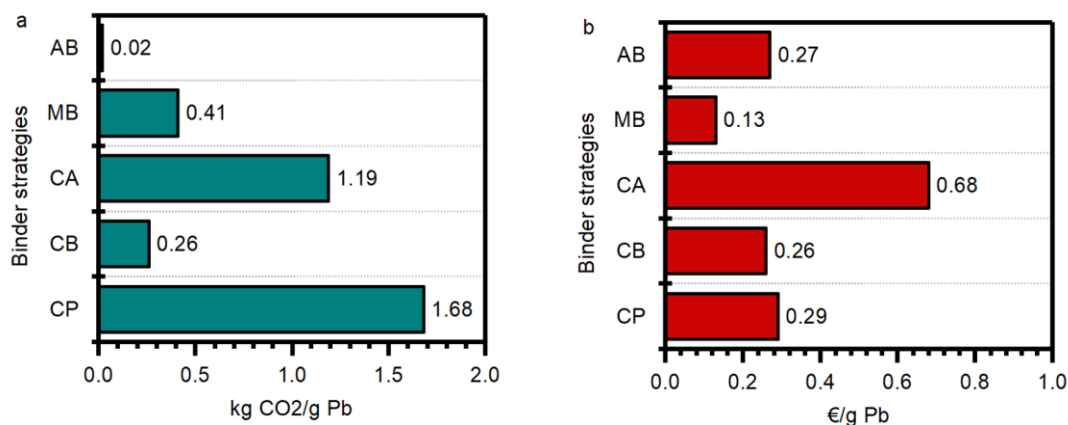 a
Binder strategies
AB
0.02
MB
0.41
CA
1.19
CB
0.26
CP
1.68
0.0 0.5 1.0 1.5 2.0
kg CO2/g Pb
b
Binder strategies
AB
0.27
MB
0.13
CA
0.68
CB
0.26
CP
0.29
0.0 0.2 0.4 0.6 0.8 1.0
€/g Pb